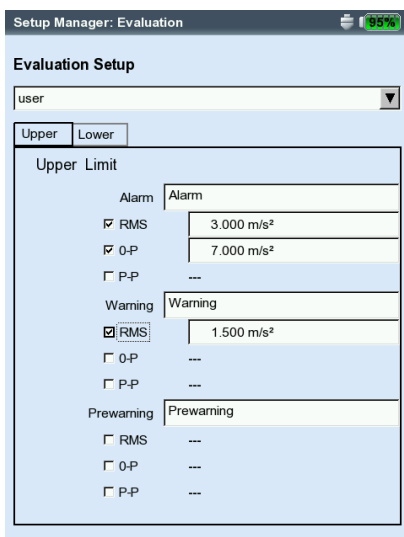 Setup Manager: Evaluation 95%
Evaluation Setup
user
Upper Lower
Upper Limit
Alarm Alarm
RMS 3.000 m/s²
0-P 7.000 m/s²
P-P ---
Warning Warning
RMS 1.500 m/s²
0-P ---
P-P ---
Prewarning Prewarning
RMS ---
0-P ---
P-P ---